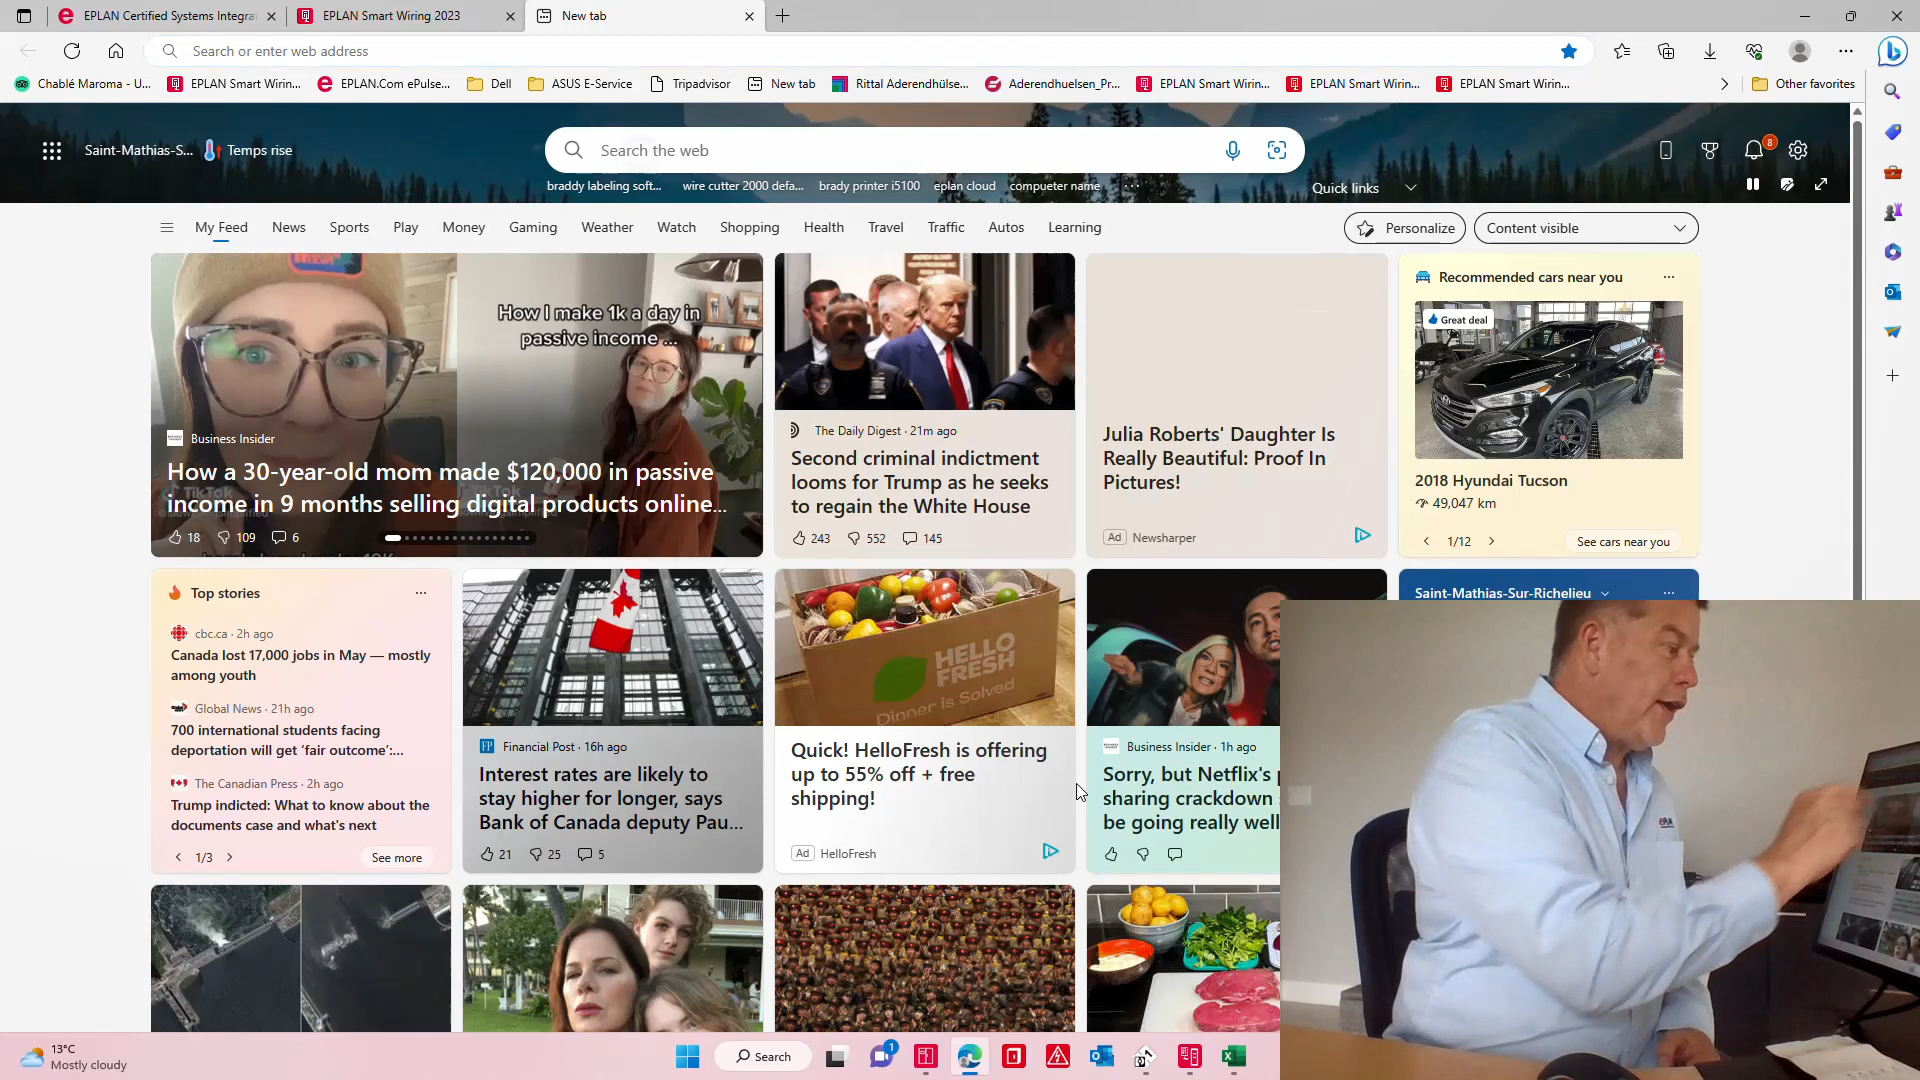 EPLAN Certified Systems Integra
EPLAN Smart Wiring 2023
New tab
Search or enter web address
Chablé Maroma - U...
EPLAN Smart Wirin...
EPLAN.Com ePulse...
Dell
ASUS E-Service
Tripadvisor
New tab
Rittal Aderendhülse...
Aderendhuelsen_Pr...
EPLAN Smart Wirin...
EPLAN Smart Wirin...
EPLAN Smart Wirin...
Other favorites
Saint-Mathias-S...
Temps rise
Search the web
8
braddy labeling soft...
wire cutter 2000 defa...
brady printer i5100
eplan cloud
compueter name
Quick links
My Feed
News
Sports
Play
Money
Gaming
Weather
Watch
Shopping
Health
Travel
Traffic
Autos
Learning
Personalize
Content visible
How I make 1k a day in
passive income ...
Business Insider
How a 30-year-old mom made $120,000 in passive
income in 9 months selling digital products online...
18
109
6
The Daily Digest · 21m ago
Second criminal indictment
looms for Trump as he seeks
to regain the White House
243
552
145
Julia Roberts' Daughter Is
Really Beautiful: Proof In
Pictures!
Ad
Newsharper
Recommended cars near you
Great deal
2018 Hyundai Tucson
49,047 km
1/12
See cars near you
Top stories
cbc.ca · 2h ago
Canada lost 17,000 jobs in May — mostly
among youth
Global News · 21h ago
700 international students facing
deportation will get ‘fair outcome’:...
The Canadian Press · 2h ago
Trump indicted: What to know about the
documents case and what's next
1/3
See more
FP
Financial Post · 16h ago
Interest rates are likely to
stay higher for longer, says
Bank of Canada deputy Pau...
21
25
5
HELLO
FRESH
Dinner is Solved
Quick! HelloFresh is offering
up to 55% off + free
shipping!
Ad
HelloFresh
Business Insider · 1h ago
Sorry, but Netflix's
sharing crackdown
be going really well
Saint-Mathias-Sur-Richelieu
13°C
Mostly cloudy
Search
1